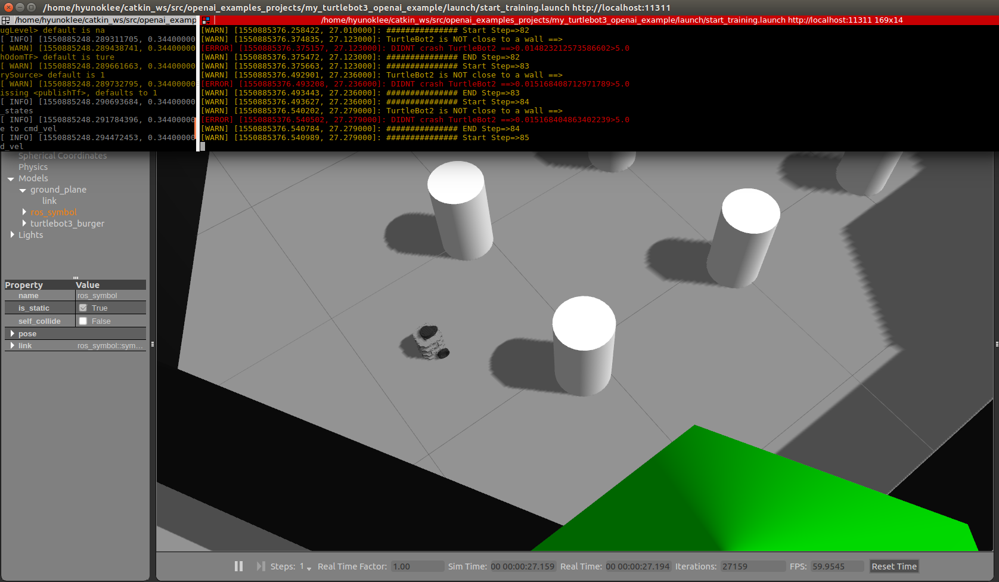 /home/hyunoklee/catkin_ws/src/openai_examples_projects/my_turtlebot3_openai_example/launch/start_training.launch http://localhost:11311
/home/hyunoklee/catkin_ws/src/openai_examp
/home/hyunoklee/catkin_ws/src/openai_examples_projects/my_turtlebot3_openai_example/launch/start_training.launch http://localhost:11311 169x14
ugLevel> default is na
[ INFO] [1550885248.289311705, 0.34400000
[ WARN] [1550885248.289438741, 0.34400000
hOdomTF> default is ture
[ WARN] [1550885248.289661663, 0.34400000
rySource> default is 1
[ WARN] [1550885248.289732795, 0.34400000
issing <publishTf>, defaults to 1
[ INFO] [1550885248.290693684, 0.34400000
_states
[ INFO] [1550885248.291784396, 0.34400000
e to cmd_vel
[ INFO] [1550885248.294472453, 0.34400000
d_vel
[WARN] [1550885376.258422, 27.010000]: ############### Start Step=>82
[WARN] [1550885376.374835, 27.123000]: TurtleBot2 is NOT close to a wall ==>
[ERROR] [1550885376.375157, 27.123000]: DIDNT crash TurtleBot2 ==>0.014823212573586602>5.0
[WARN] [1550885376.375472, 27.123000]: ############### END Step=>82
[WARN] [1550885376.375663, 27.123000]: ############### Start Step=>83
[WARN] [1550885376.492901, 27.236000]: TurtleBot2 is NOT close to a wall ==>
[ERROR] [1550885376.493208, 27.236000]: DIDNT crash TurtleBot2 ==>0.015168408712971789>5.0
[WARN] [1550885376.493443, 27.236000]: ############### END Step=>83
[WARN] [1550885376.493627, 27.236000]: ############### Start Step=>84
[WARN] [1550885376.540202, 27.279000]: TurtleBot2 is NOT close to a wall ==>
[ERROR] [1550885376.540502, 27.279000]: DIDNT crash TurtleBot2 ==>0.015168404863402239>5.0
[WARN] [1550885376.540784, 27.279000]: ############### END Step=>84
[WARN] [1550885376.540989, 27.279000]: ############### Start Step=>85
Spherical Coordinates
Physics
Models
ground_plane
link
ros_symbol
turtlebot3_burger
Lights
Property Value
name ros_symbol
is_static True
self_collide False
pose
link ros_symbol::sym...
Steps: 1 Real Time Factor: 1.00 Sim Time: 00 00:00:27.159 Real Time: 00 00:00:27.194 Iterations: 27159 FPS: 59.9545 Reset Time